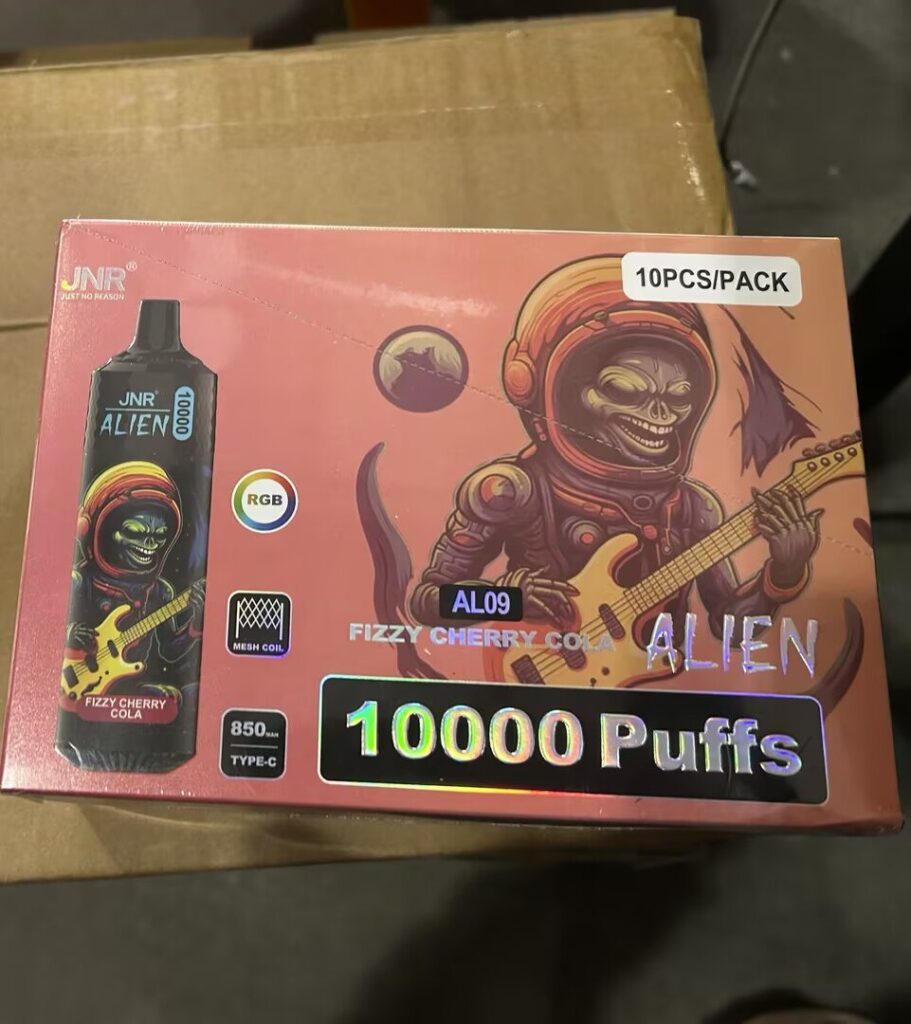 JNR®
JUST NO REASON
10PCS/PACK
JNR®
ALIEN
10000
RGB
MESH COIL
AL09
FIZZY CHERRY COLA
ALIEN
FIZZY CHERRY
COLA
850MAH
TYPE-C
10000 Puffs